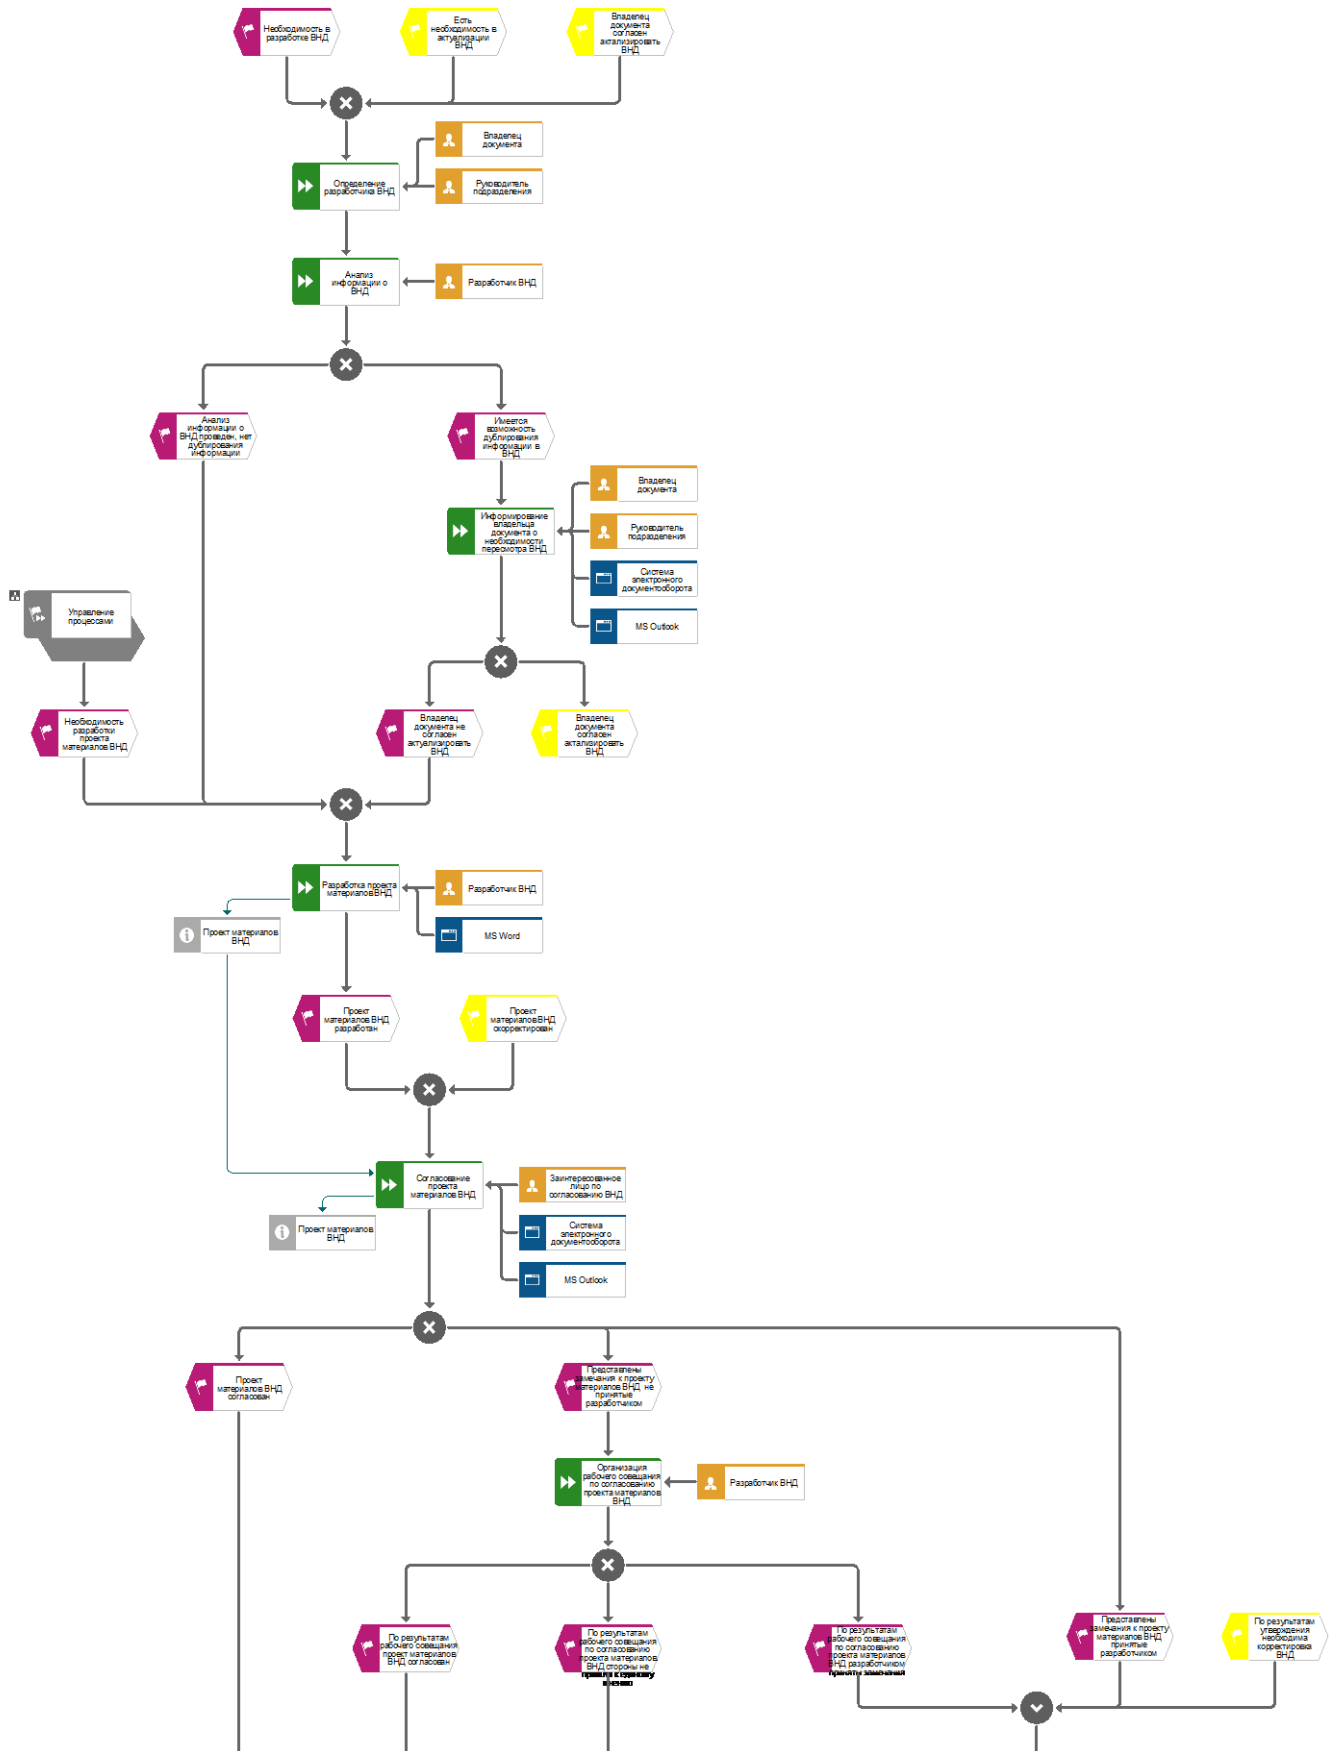 Необходимость в
разработке ВНД
Есть
необходимость в
актуализации
ВНД
Владелец
документа
согласен
актализировать
ВНД
Владелец
документа
Определение
разработчика ВНД
Руководитель
подразделения
Анализ
информации о
ВНД
Разработчик ВНД
Анализ
информации о
ВНД проведен, нет
дублирования
информации
Имеется
возможность
дублирования
информации в
ВНД
Владелец
документа
Информирование
владельца
документа о
необходимости
пересмотра ВНД
Руководитель
подразделения
Система
электронного
документооборота
Управление
процессами
MS Outlook
Необходимость
разработки
проекта
материалов ВНД
Владелец
документа не
согласен
актуализировать
ВНД
Владелец
документа
согласен
актализировать
ВНД
Разработка проекта
материалов ВНД
Разработчик ВНД
Проект материалов
ВНД
MS Word
Проект
материалов ВНД
разработан
Проект
материалов ВНД
скорректирован
Согласование
проекта
материалов ВНД
Заинтересованное
лицо по
согласованию ВНД
Проект материалов
ВНД
Система
электронного
документооборота
MS Outlook
Проект
материалов ВНД
согласован
Представлены
замечания к проекту
материалов ВНД не
принятые
разработчиком
Организация
рабочего совещания
по согласованию
проекта материалов
ВНД
Разработчик ВНД
По результатам
рабочего совещания
проект материалов
ВНД согласован
По результатам
рабочего совещания
по согласованию
проекта материалов
ВНД стороны не
По результатам
рабочего совещания
по согласованию
проекта материалов
ВНД разработчиком
приняты замечания
Представлены
замечания к проекту
материалов ВНД
принятые
разработчиком
По результатам
утверждения
необходима
корректировка
ВНД